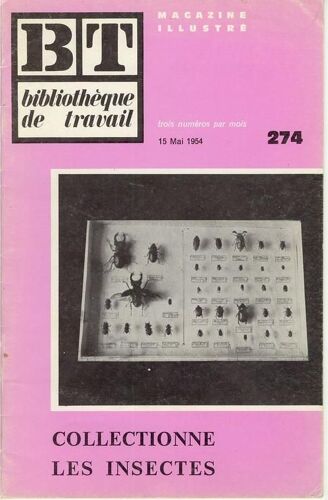 BT
MAGAZINE
ILLUSTRÉ
bibliothèque
de travail
trois numéros par mois
15 Mai 1954
274
COLLECTIONNE
LES INSECTES